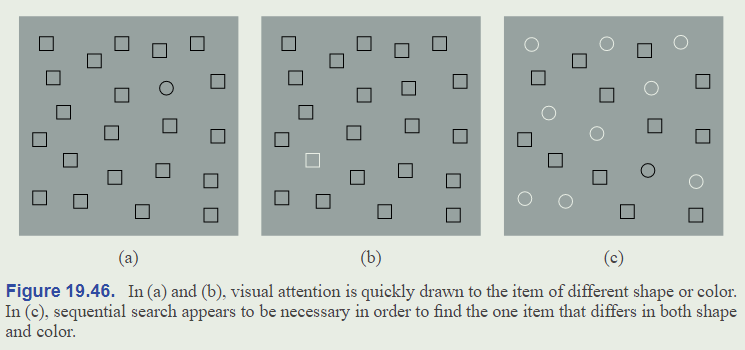 (a)
(b)
(c)
Figure 19.46. In (a) and (b), visual attention is quickly drawn to the item of different shape or color.
In (c), sequential search appears to be necessary in order to find the one item that differs in both shape
and color.